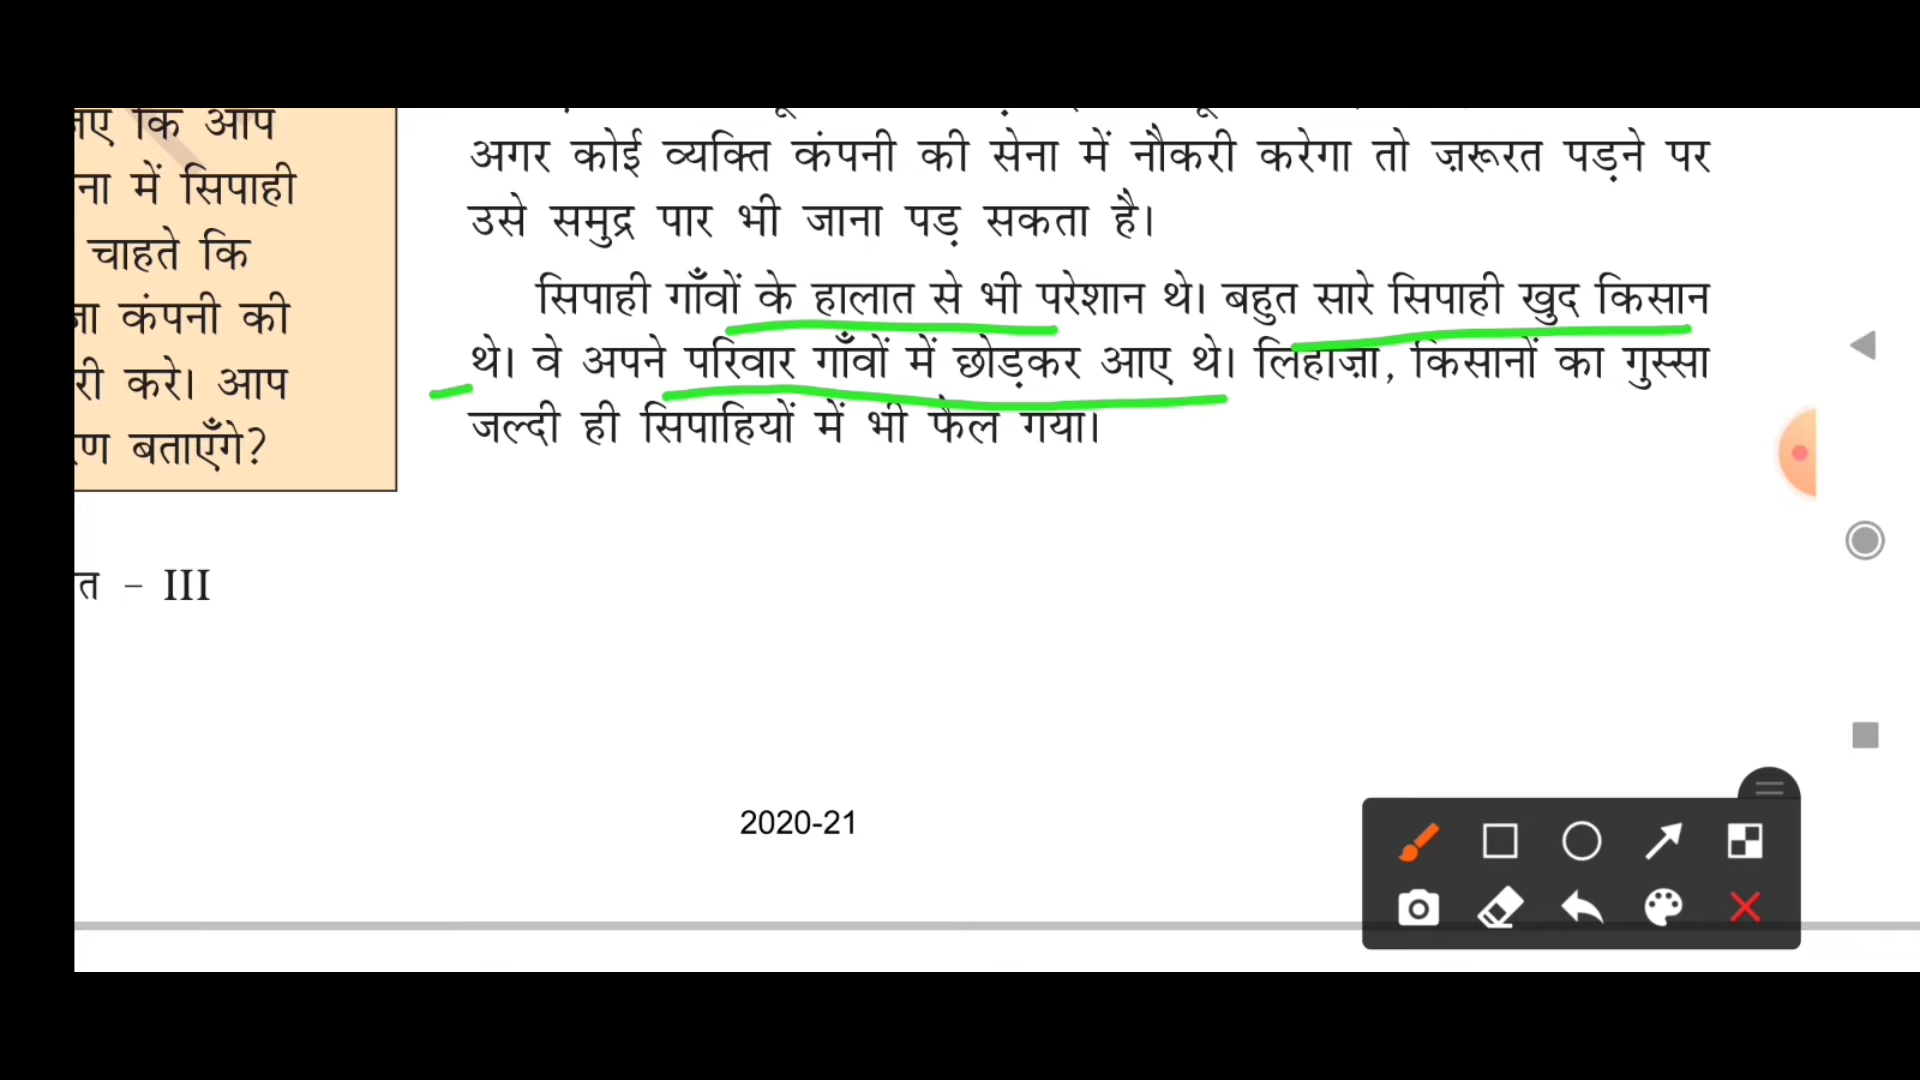 कि आप
ना में सिपाही
चाहते कि
कंपनी की
री करे। आप
बताएँगे?
त – III
अगर कोई व्यक्ति कंपनी की सेना में नौकरी करेगा तो ज़रूरत पड़ने पर
उसे समुद्र पार भी जाना पड़ सकता है।
सिपाही गाँवों के हालात से भी परेशान थे। बहुत सारे सिपाही खुद किसान
थे। वे अपने परिवार गाँवों में छोड़कर आए थे। लिहाज़ा, किसानों का गुस्सा
जल्दी ही सिपाहियों में भी फैल गया।
2020-21